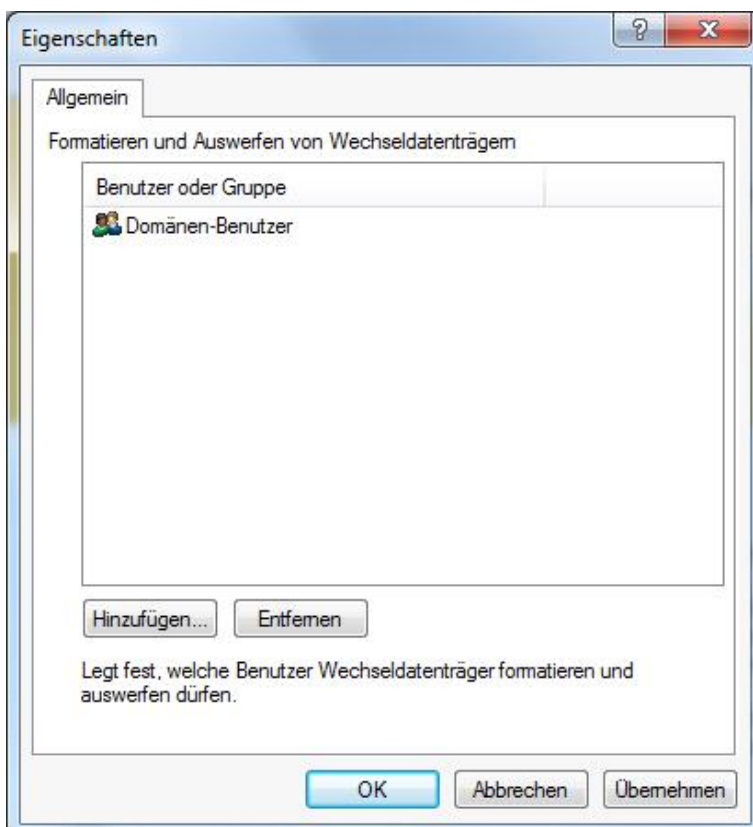 Eigenschaften
?
X
Allgemein
Formatieren und Auswerfen von Wechseldatenträgern
Benutzer oder Gruppe
Domänen-Benutzer
Hinzufügen...
Entfernen
Legt fest, welche Benutzer Wechseldatenträger formatieren und
auswerfen dürfen.
OK
Abbrechen
Übernehmen